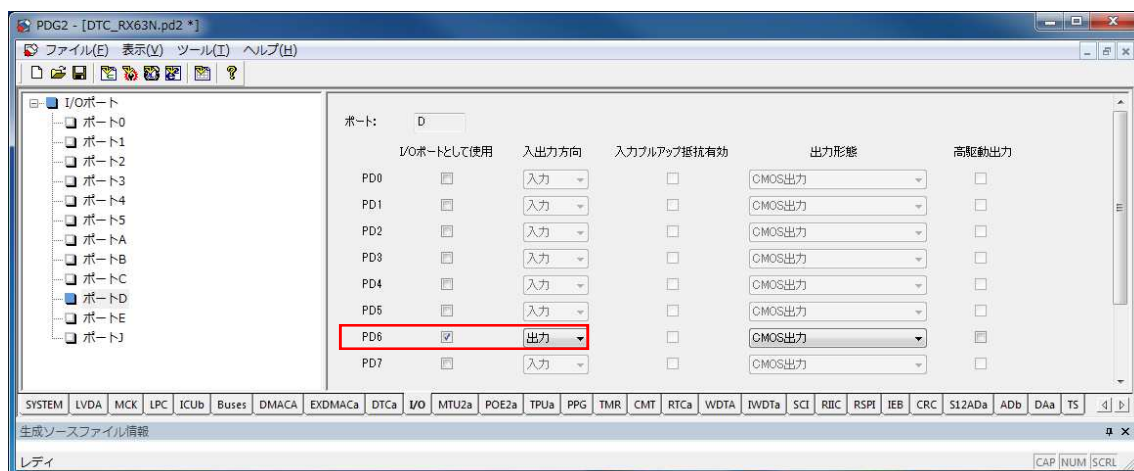 PDG2 - [DTC_RX63N.pd2 *]
ファイル(F) 表示(V) ツール(T) ヘルプ(H)
I/Oポート
ポート0
ポート1
ポート2
ポート3
ポート4
ポート5
ポートA
ポートB
ポートC
ポートD
ポートE
ポートJ
ポート: D
I/Oポートとして使用 入出力方向 入力プルアップ抵抗有効 出力形態 高駆動出力
PD0 入力 CMOS出力
PD1 入力 CMOS出力
PD2 入力 CMOS出力
PD3 入力 CMOS出力
PD4 入力 CMOS出力
PD5 入力 CMOS出力
PD6 出力 CMOS出力
PD7 入力 CMOS出力
SYSTEM LVDA MCK LPC ICUb Buses DMACA EXDMACa DTCa I/O MTU2a POE2a TPUa PPG TMR CMT RTCa WDTA IWDTa SCI RIIC RSPI IEB CRC S12ADa ADb DAa TS
生成ソースファイル情報
レディ CAP NUM SCRL